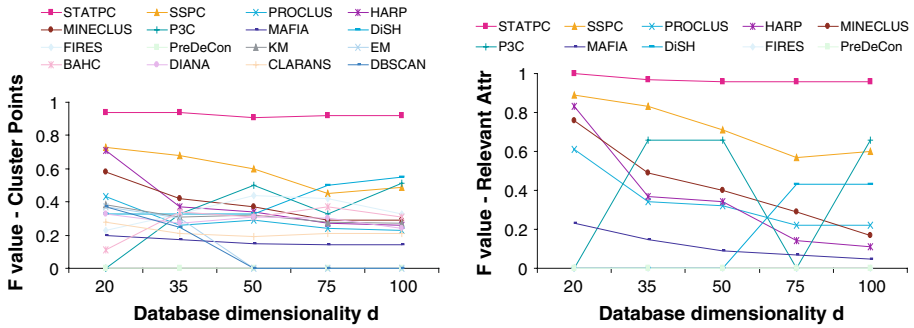 STATPC SSPC PROCLUS HARP
MINECLUS P3C MAFIA DiSH
FIRES PreDeCon KM EM
BAHC DIANA CLARANS DBSCAN
F value - Cluster Points
1
0.8
0.6
0.4
0.2
0
20 35 50 75 100
Database dimensionality d
STATPC SSPC PROCLUS HARP MINECLUS
P3C MAFIA DiSH FIRES PreDeCon
F value - Relevant Attr
1
0.8
0.6
0.4
0.2
0
20 35 50 75 100
Database dimensionality d